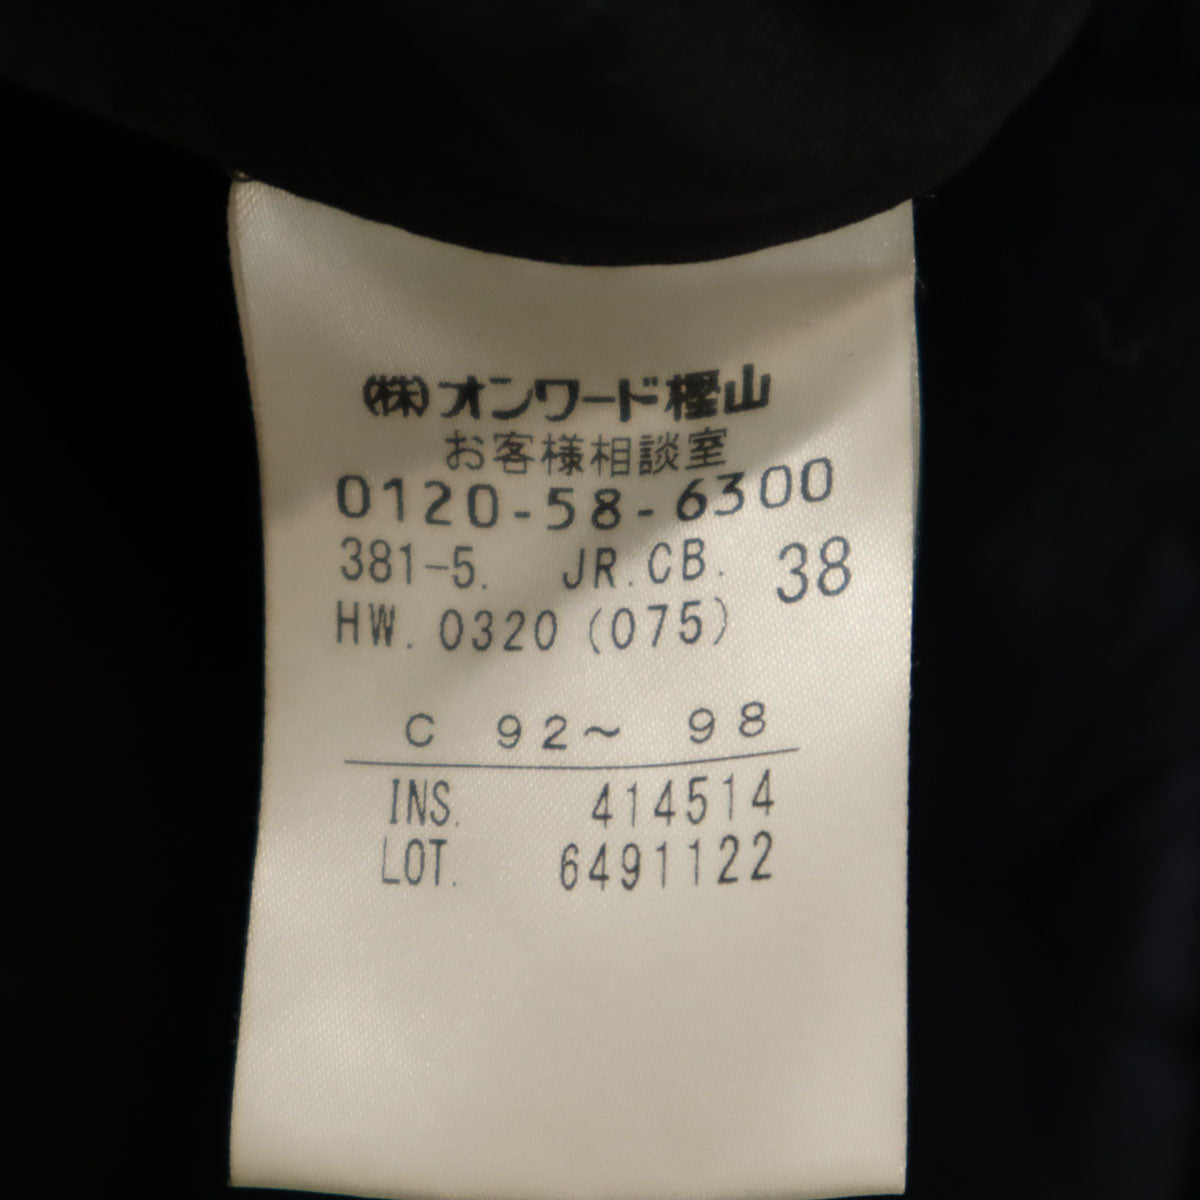 (株)オンワード樫山
お客様相談室
0120-58-6300
381-5. JR.CB. 38
HW. 0320 (075)
C 92～ 98
INS. 414514
LOT. 6491122